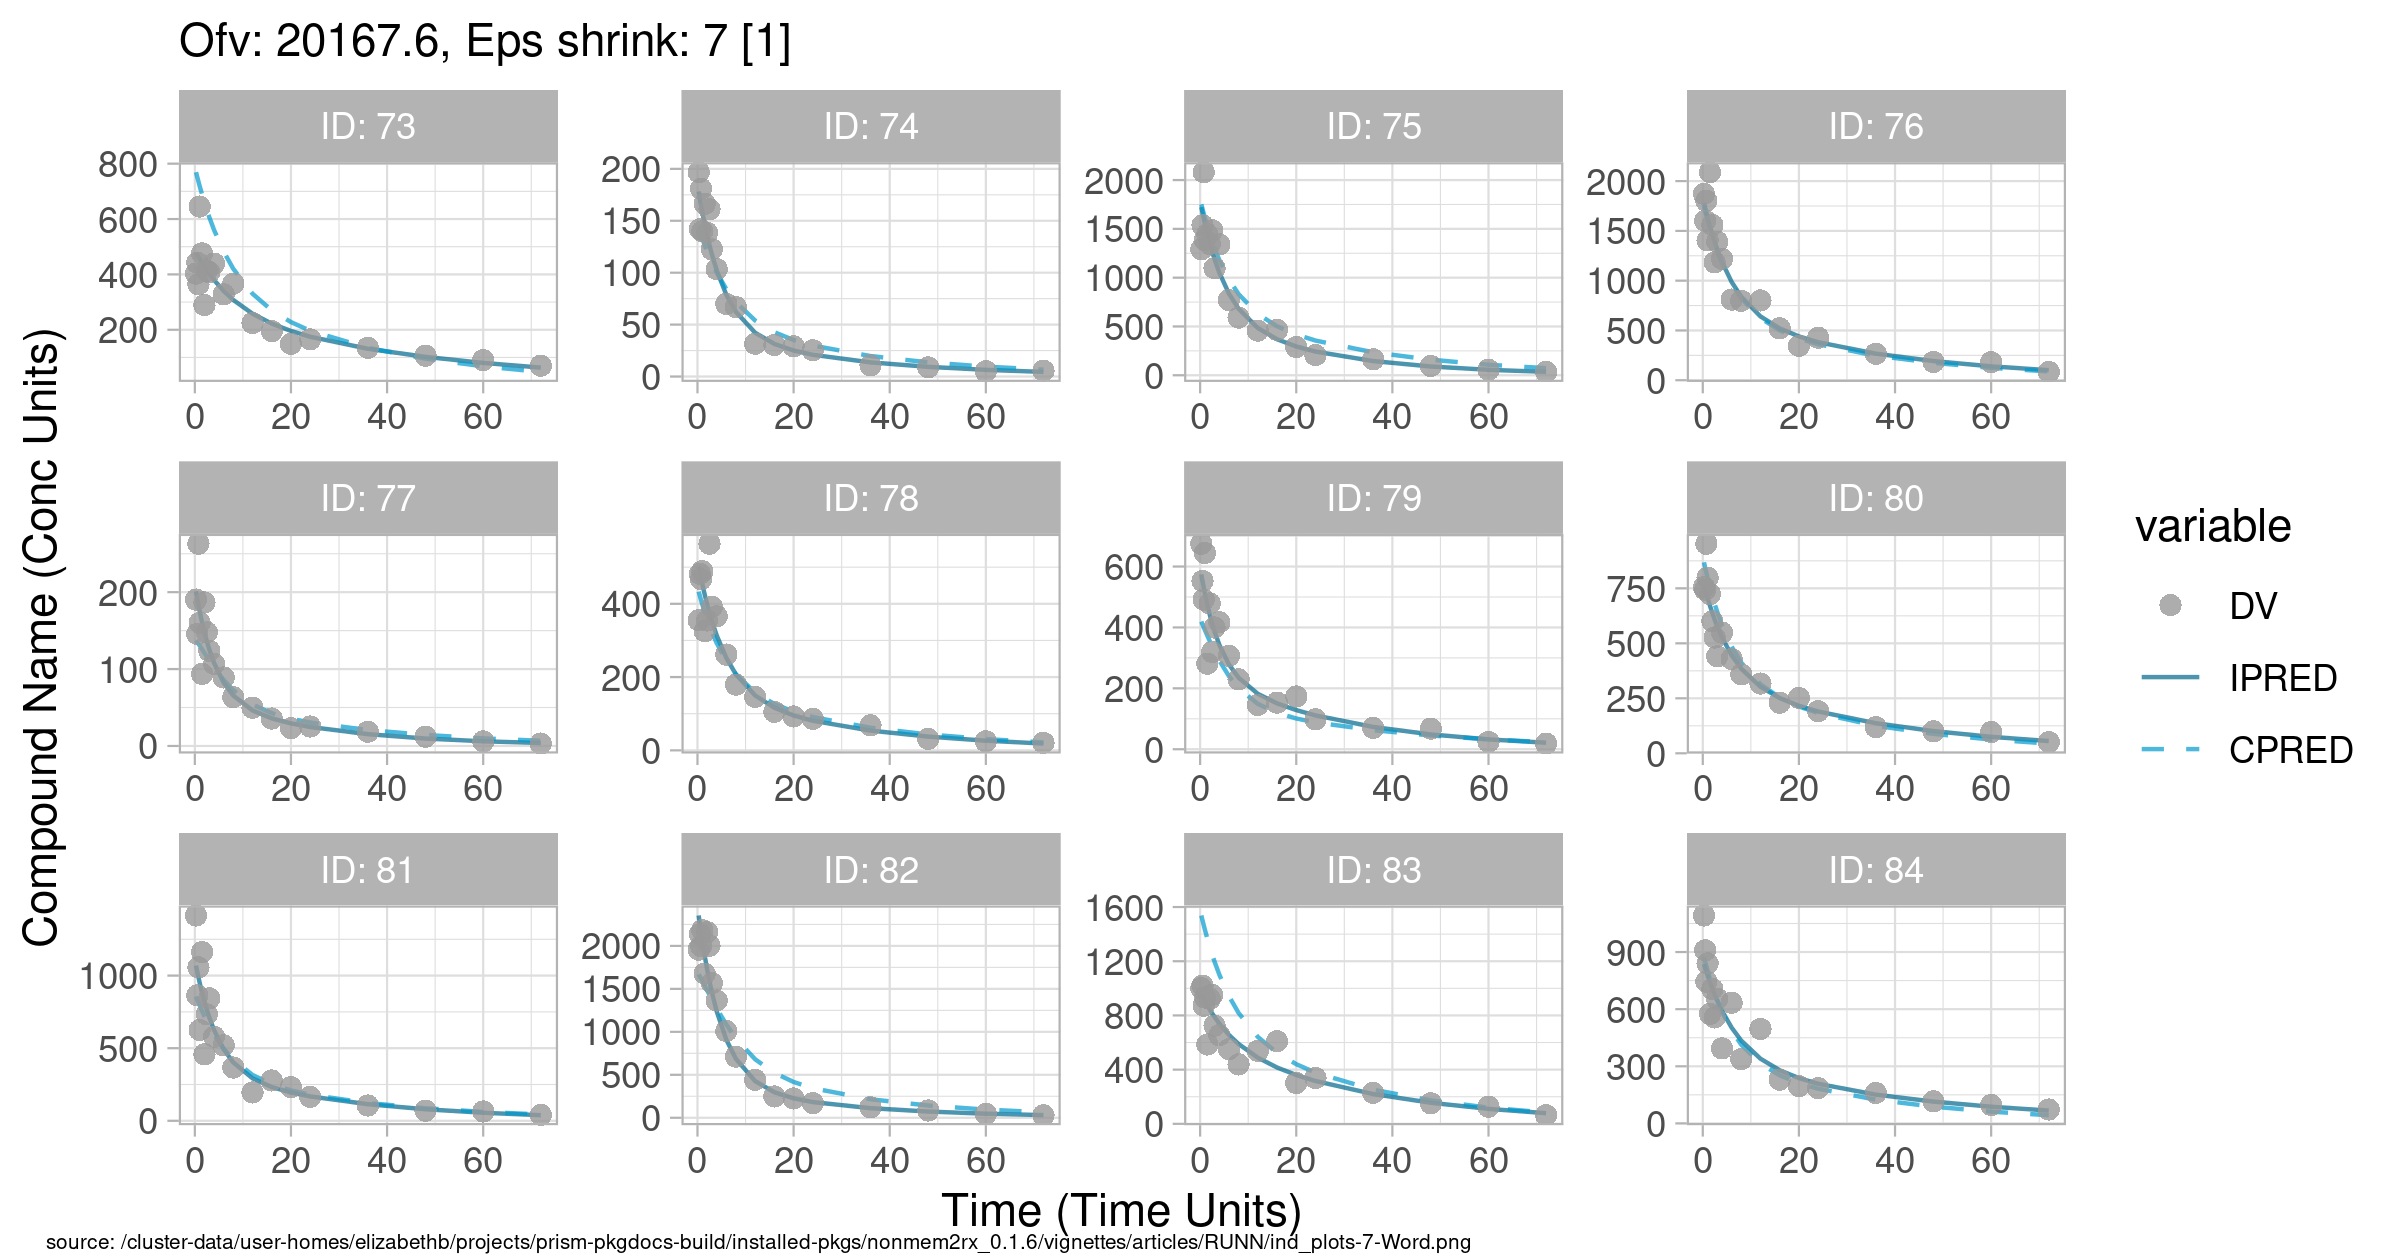 Ofv: 20167.6, Eps shrink: 7 [1]
ID: 73 ID: 74 ID: 75 ID: 76
800
600
400
200
0 20 40 60
200
150
100
50
0
0 20 40 60
2000
1500
1000
500
0
0 20 40 60
2000
1500
1000
500
0
0 20 40 60
ID: 77 ID: 78 ID: 79 ID: 80
200
100
0
0 20 40 60
400
200
0
0 20 40 60
600
400
200
0
0 20 40 60
750
500
250
0
0 20 40 60
ID: 81 ID: 82 ID: 83 ID: 84
1000
500
0
0 20 40 60
2000
1500
1000
500
0
0 20 40 60
1600
1200
800
400
0
0 20 40 60
900
600
300
0
0 20 40 60
Compound Name (Conc Units)
Time (Time Units)
variable
DV
IPRED
CPRED
source: /cluster-data/user-homes/elizabethb/projects/prism-pkgdocs-build/installed-pkgs/nonmem2rx_0.1.6/vignettes/articles/RUNN/ind_plots-7-Word.png